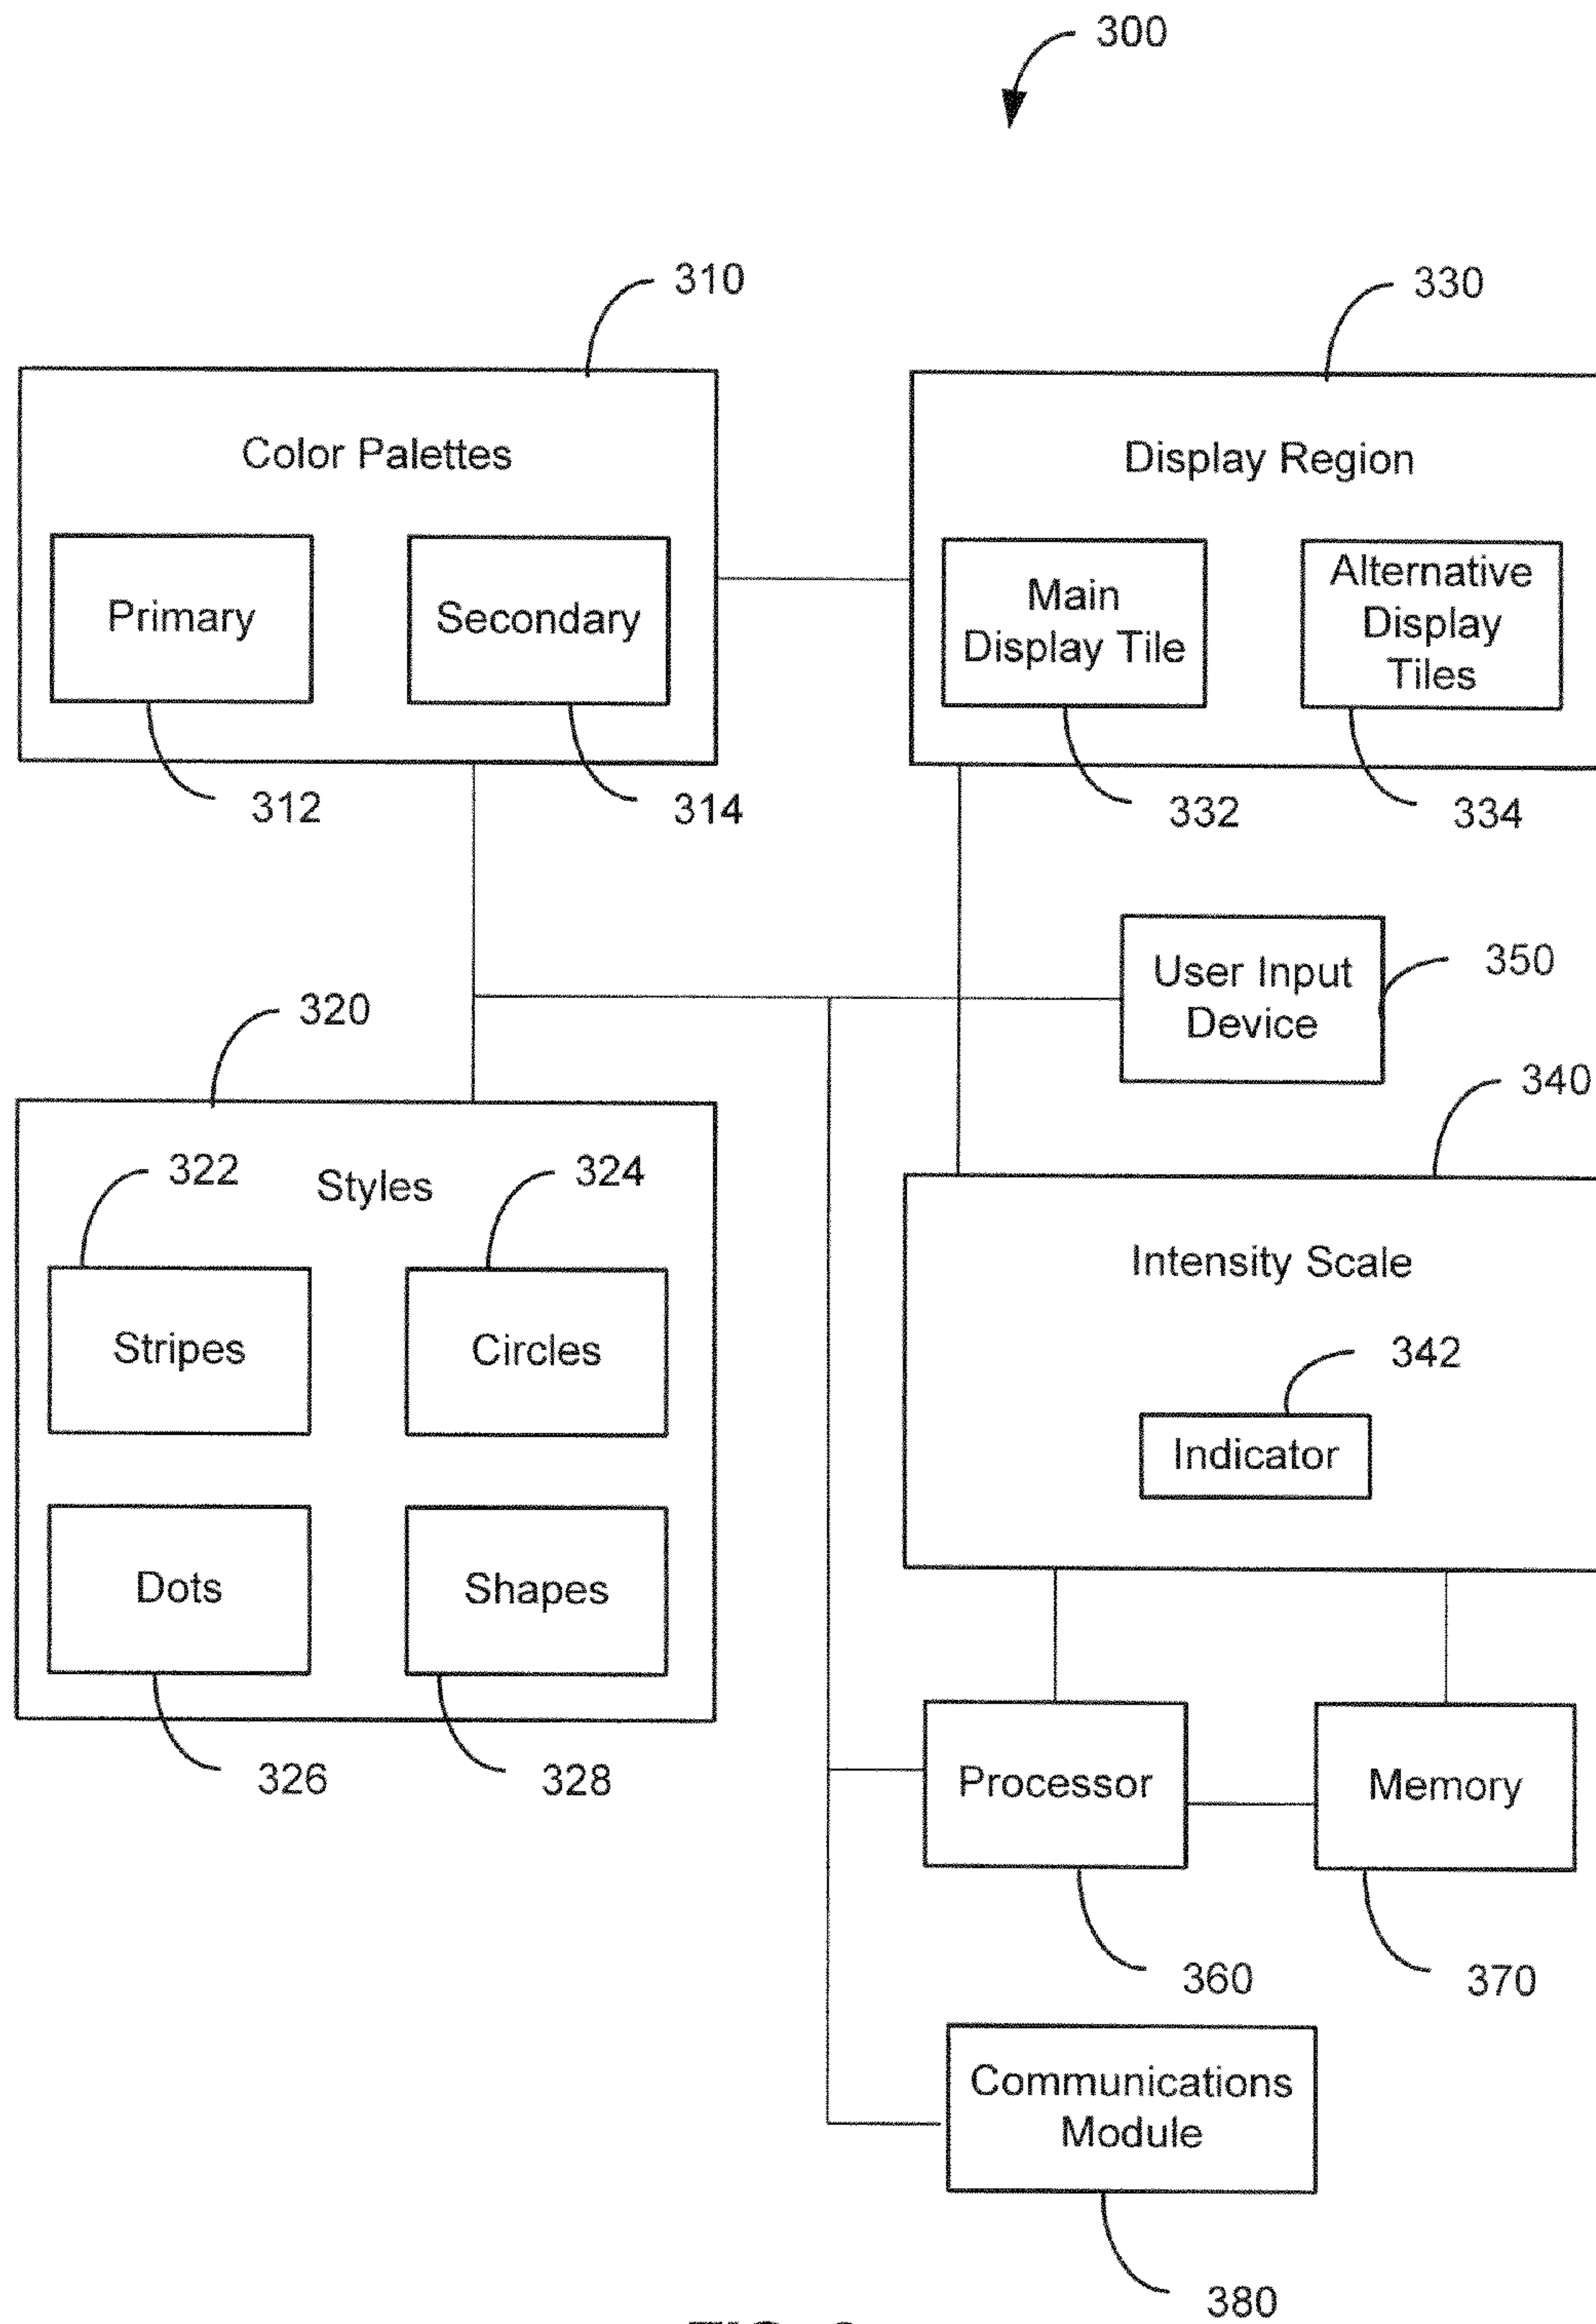 300
310
330
Color Palettes
Display Region
Primary
Secondary
Main
Display Tile
Alternative
Display
Tiles
312
314
332
334
User Input
Device
350
320
340
322
Styles
324
Intensity Scale
Stripes
Circles
342
Indicator
Dots
Shapes
326
328
Processor
Memory
360
370
Communications
Module
380